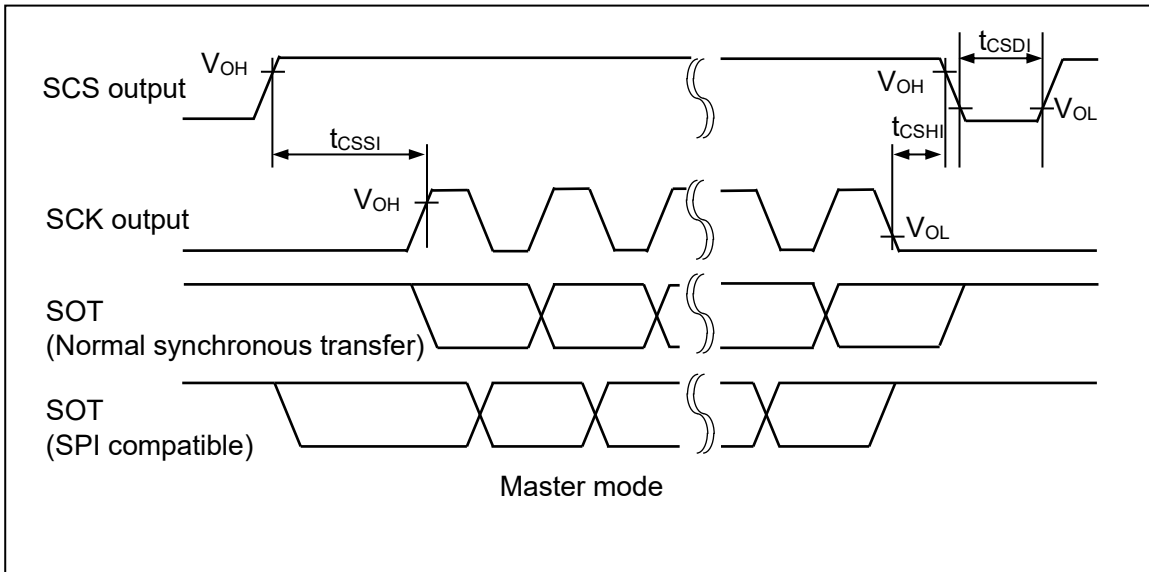 tCSDI
VOH
SCS output
VOH
VOL
tCSHI
tCSSI
VOH
SCK output
VOL
SOT
(Normal synchronous transfer)
SOT
(SPI compatible)
Master mode